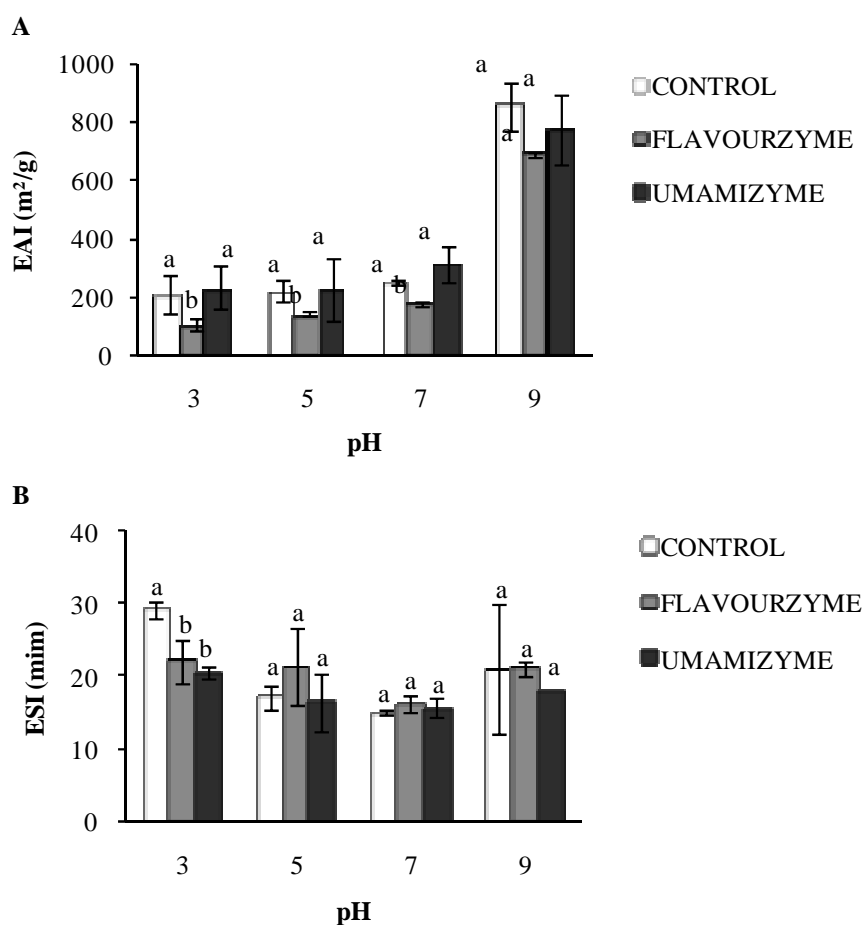 A
1000
800
600
400
200
0
EAI (m²/g)
a
b
a
a
b
a
a
b
a
a
a
a
3 5 7 9
pH
CONTROL
FLAVOURZYME
UMAMIZYME
B
40
30
20
10
0
ESI (mim)
a
b b
a
a
a
a a a
a
a
a
3 5 7 9
pH
CONTROL
FLAVOURZYME
UMAMIZYME